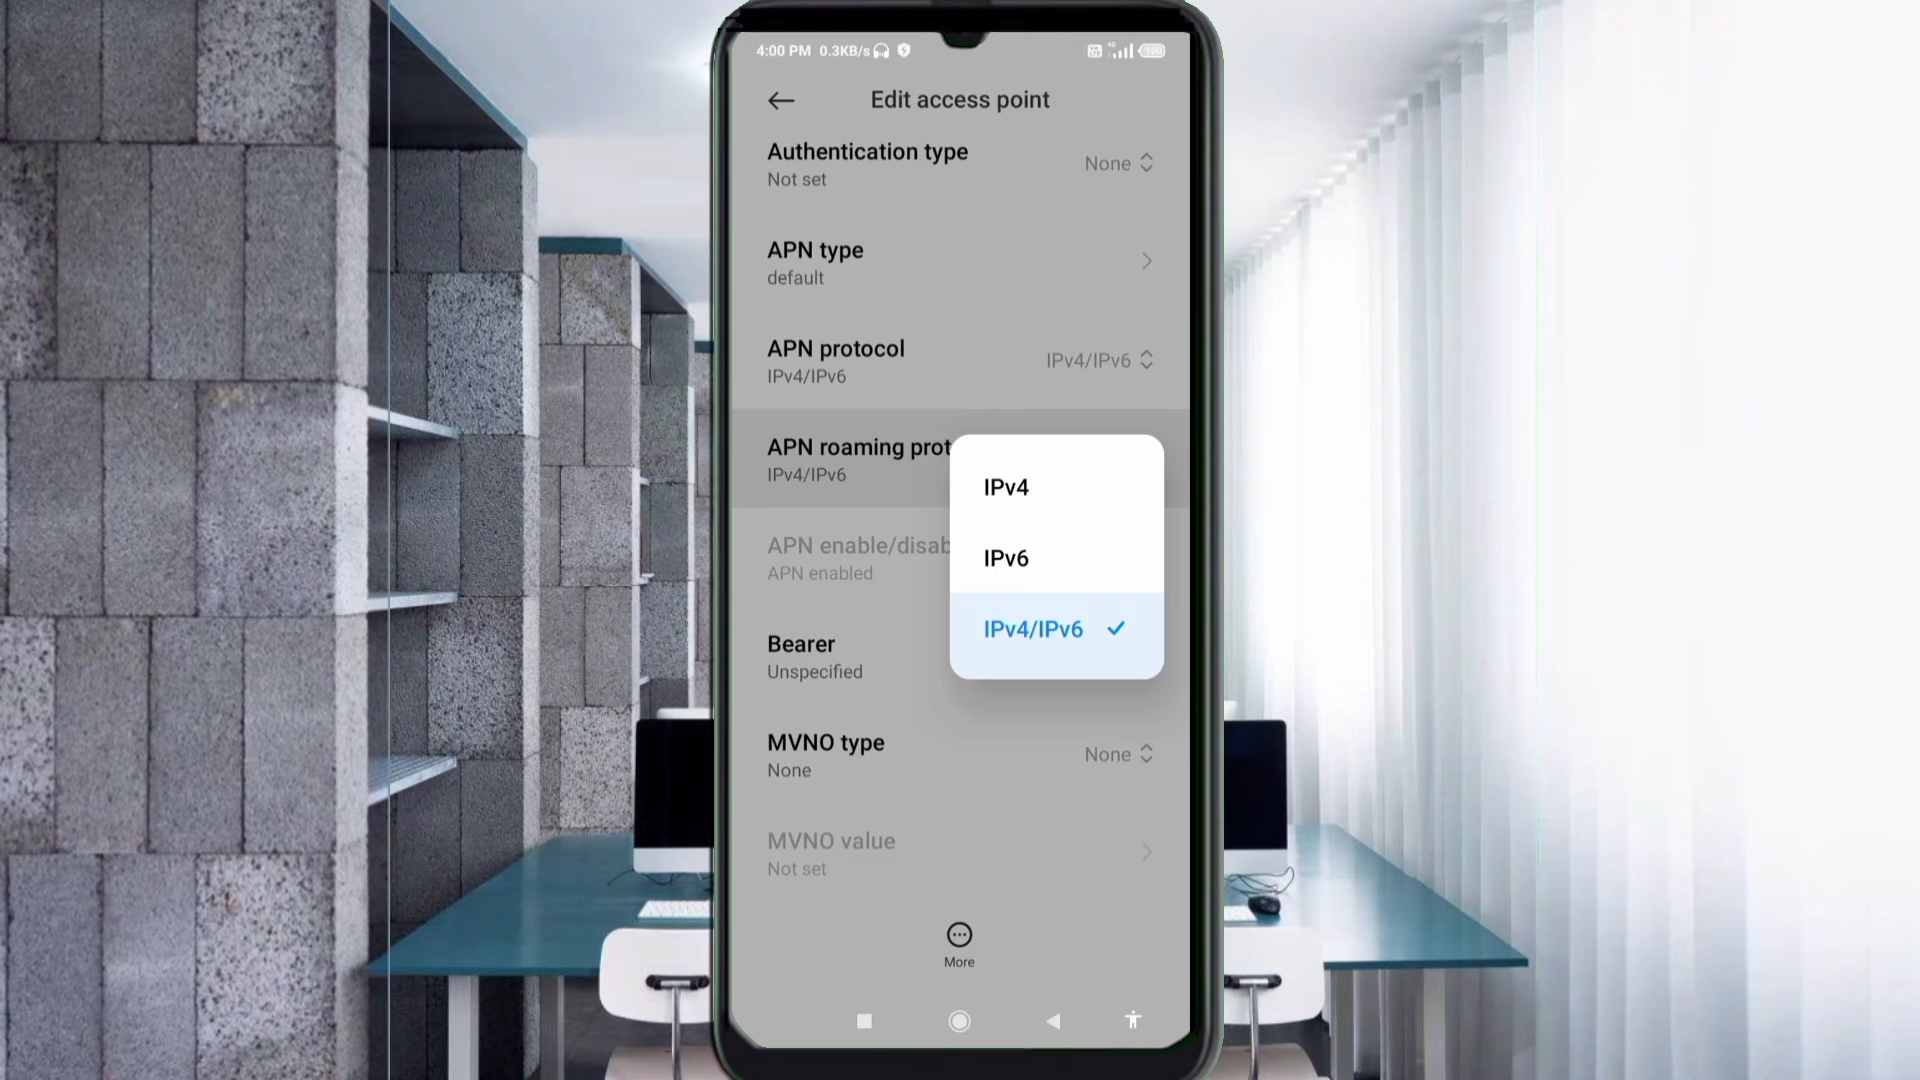 4:00 PM 0.3KB/s
Edit access point
Authentication type
None
Not set
APN type
default
APN protocol
IPv4/IPv6
IPv4/IPv6
APN roaming prot
IPv4/IPv6
IPv4
IPv6
IPv4/IPv6
APN enable/disab
APN enabled
Bearer
Unspecified
MVNO type
None
None
MVNO value
Not set
More